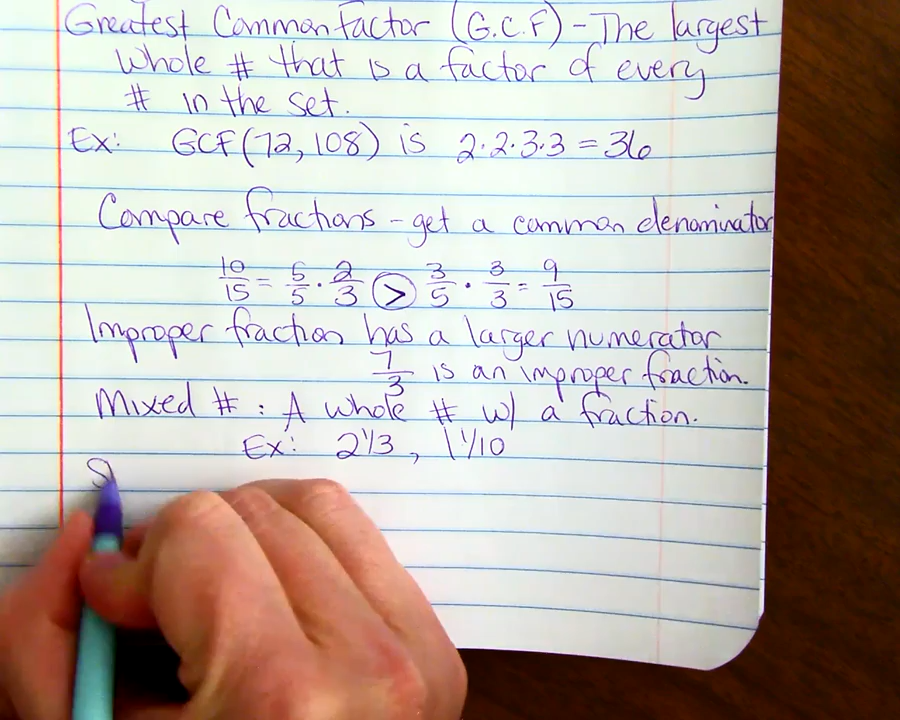 Greatest Common Factor (G.C.F) - The largest
Whole # that is a factor of every
# in the set.
Ex: GCF(72, 108) is 2·2·3·3 = 36
Compare fractions - get a common denominator
10/15 = 5/5 · 2/3 > 3/5 · 3/3 = 9/15
Improper fraction has a larger numerator
7/3 is an improper fraction.
Mixed # : A whole # w/ a fraction.
Ex: 2 1/3 , 1 1/10
S